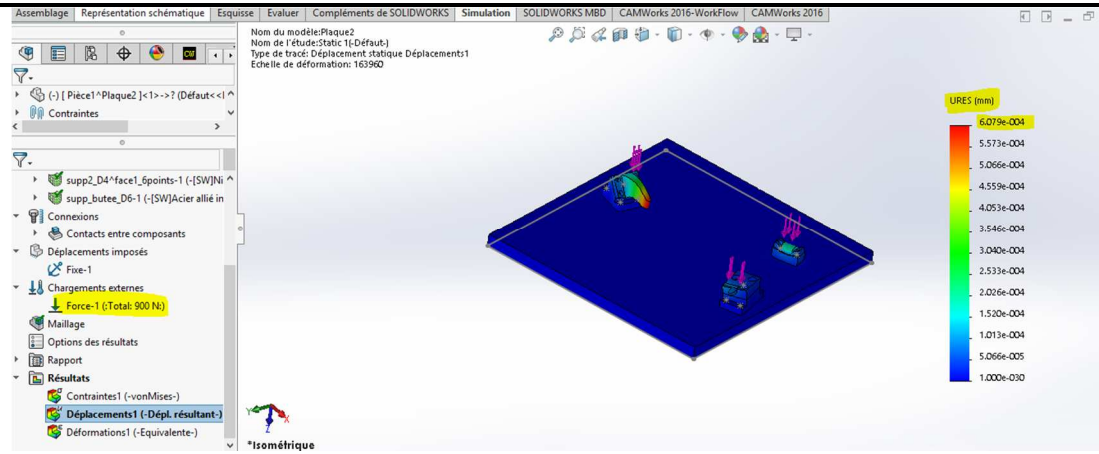 Assemblage Représentation schématique Esquisse Evaluer Compléments de SOLIDWORKS Simulation SOLIDWORKS MBD CAMWorks 2016-WorkFlow CAMWorks 2016
Nom du modèle:Plaque2
Nom de l'étude:Static 1(-Défaut-)
Type de tracé: Déplacement statique Déplacements1
Echelle de déformation: 163960
(-) [ Pièce1^Plaque2 ]<1>->? (Défaut<<
Contraintes
supp2_D4^face1_6points-1 (-[SW]Ni
supp_butee_D6-1 (-[SW]Acier allié in
Connexions
Contacts entre composants
Déplacements imposés
Fixe-1
Chargements externes
Force-1 (:Total: 900 N:)
Maillage
Options des résultats
Rapport
Résultats
Contraintes1 (-vonMises-)
Déplacements1 (-Dépl. résultant-)
Déformations1 (-Equivalente-)
URES (mm)
6.079e-004
5.573e-004
5.066e-004
4.559e-004
4.053e-004
3.546e-004
3.040e-004
2.533e-004
2.026e-004
1.520e-004
1.013e-004
5.066e-005
1.000e-030
Y
X
Z
*Isométrique